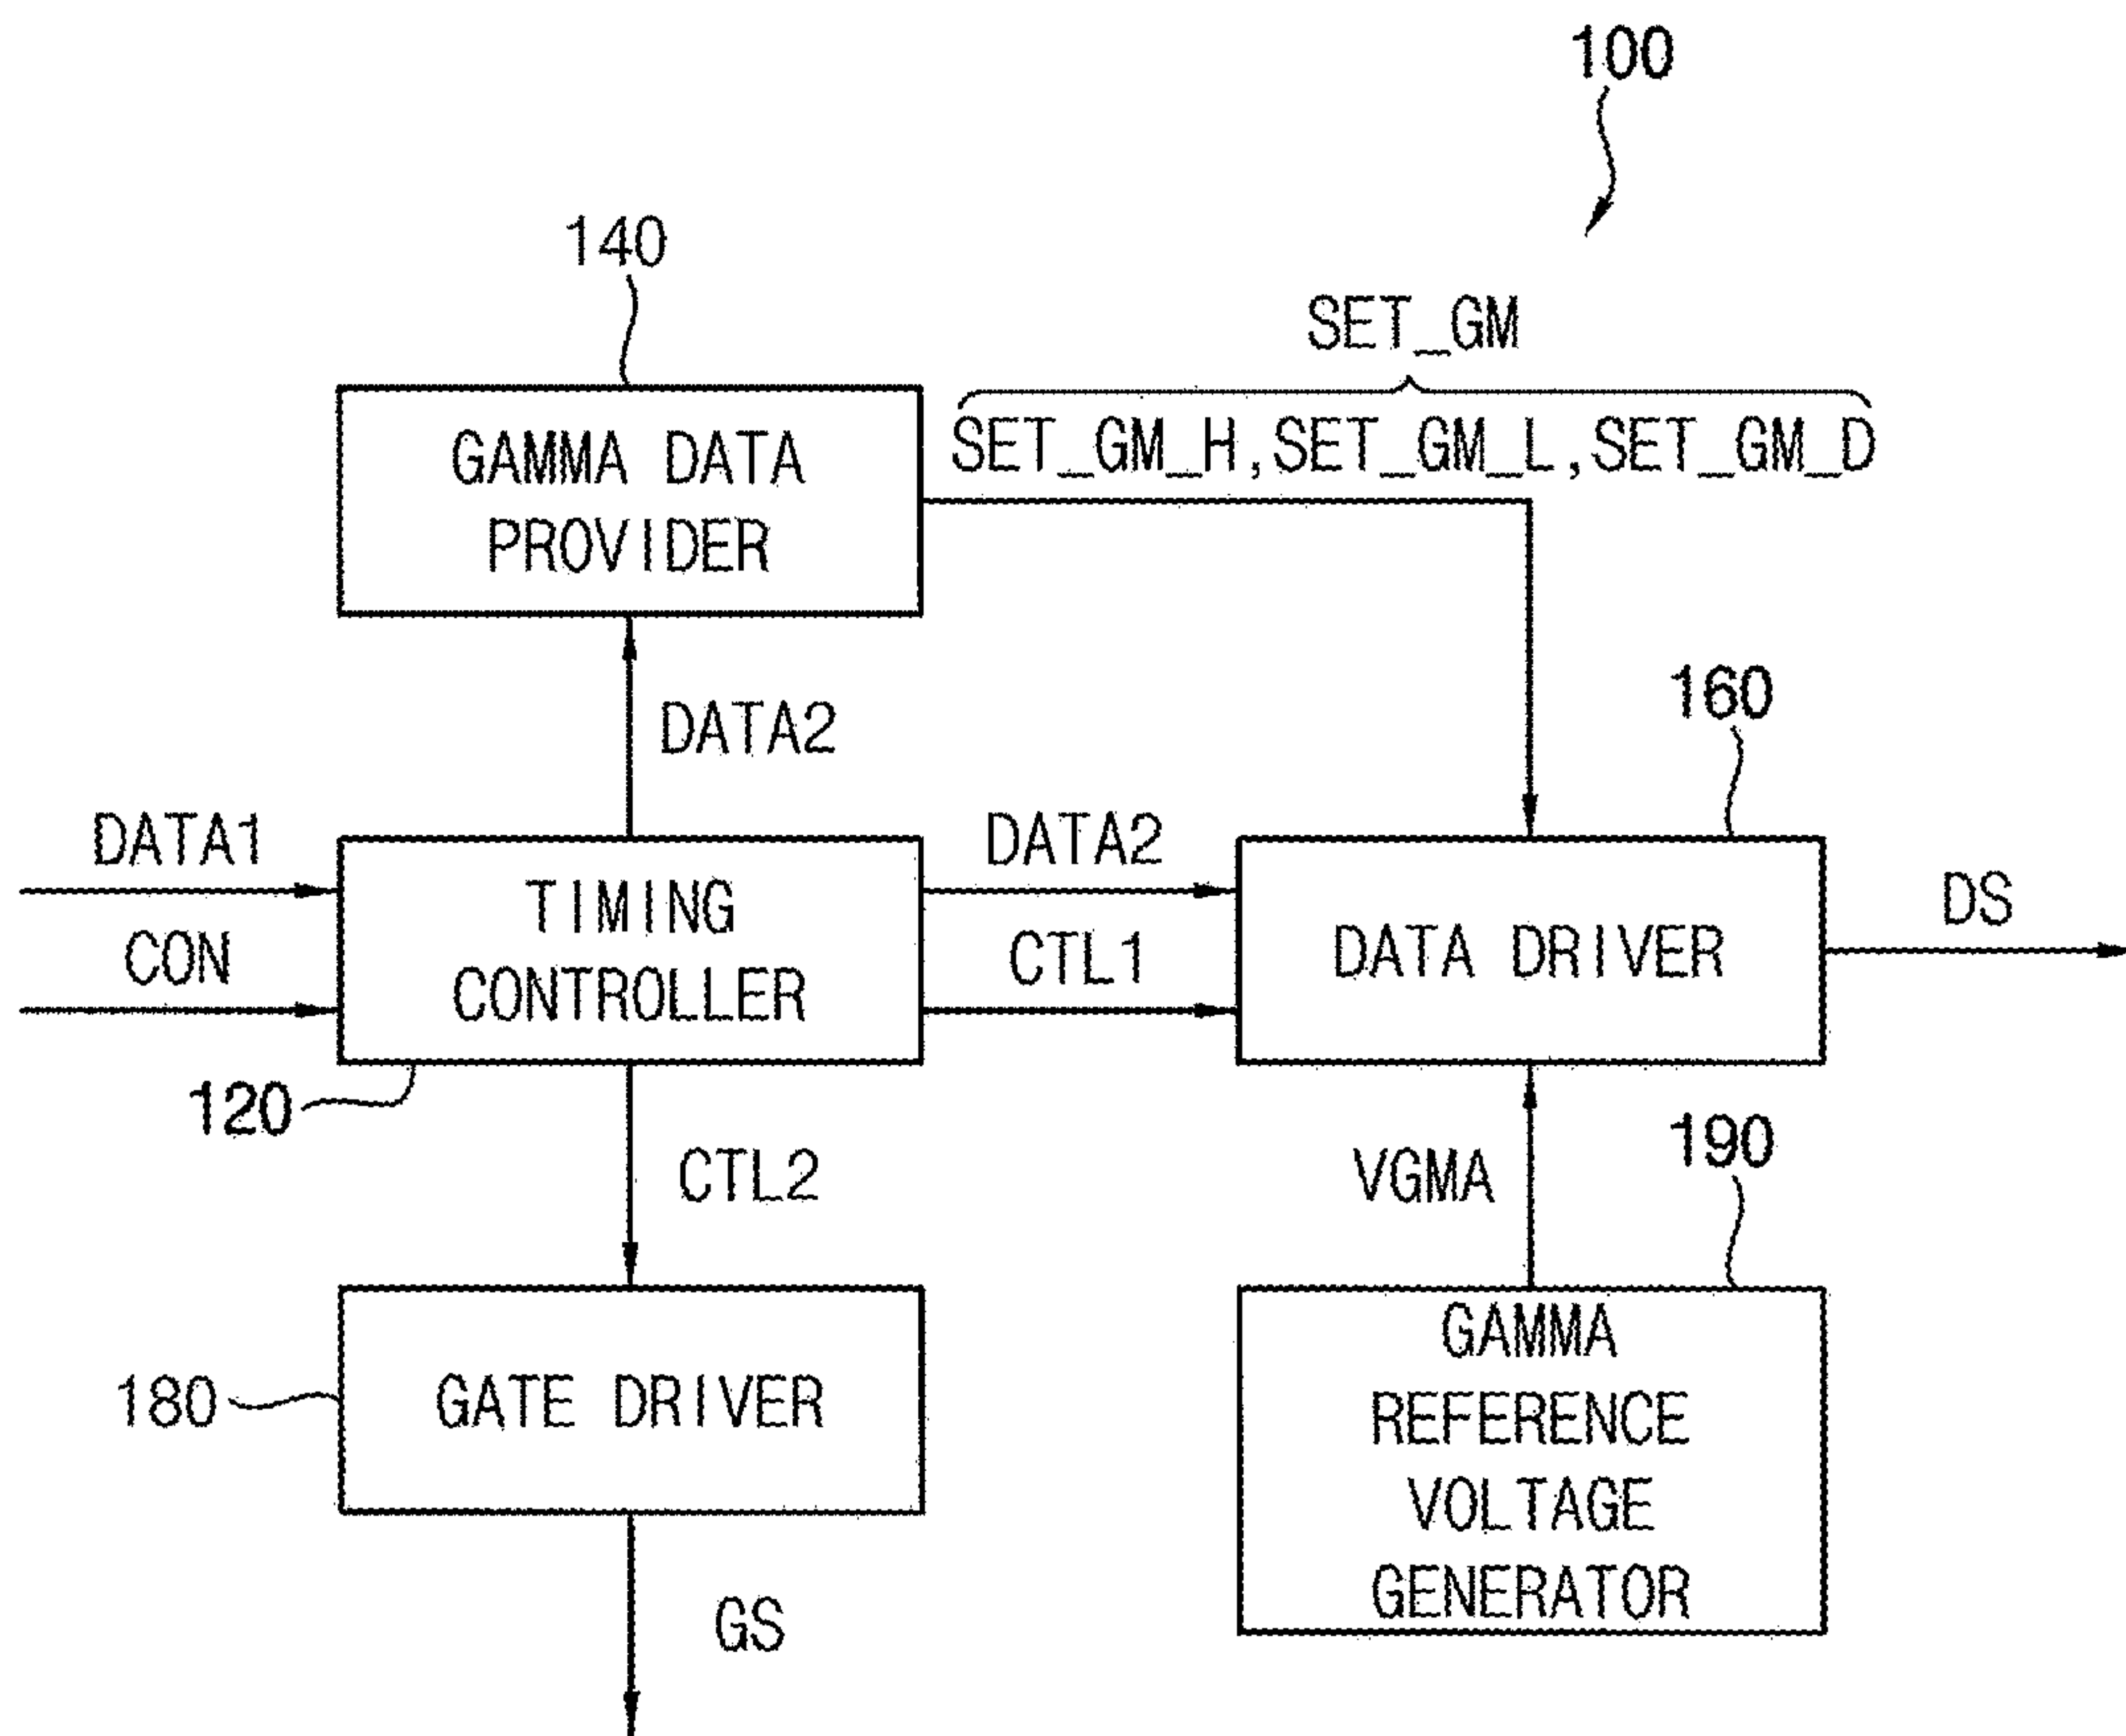 100
140
SET_GM
SET_GM_H,SET_GM_L,SET_GM_D
GAMMA DATA
PROVIDER
160
DATA2
DATA1
DATA2
DS
TIMING
CONTROLLER
CON
CTL1
DATA DRIVER
120
CTL2
VGMA
190
180
GATE DRIVER
GAMMA
REFERENCE
VOLTAGE
GENERATOR
GS